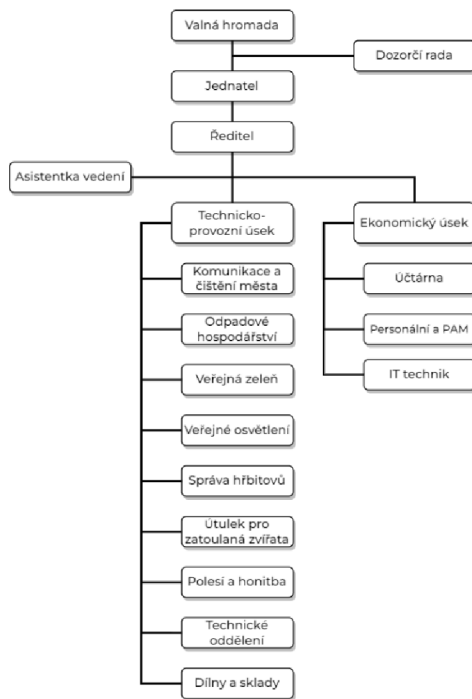 Valná hromada
Dozorčí rada
Jednatel
Ředitel
Asistentka vedení
Technicko-
provozní úsek
Ekonomický úsek
Komunikace a
čištění města
Účtárna
Odpadové
hospodářství
Personální a PAM
Veřejná zeleň
IT technik
Veřejné osvětlení
Správa hřbitovů
Útulek pro
zatoulaná zvířata
Polesí a honitba
Technické
oddělení
Dílny a sklady